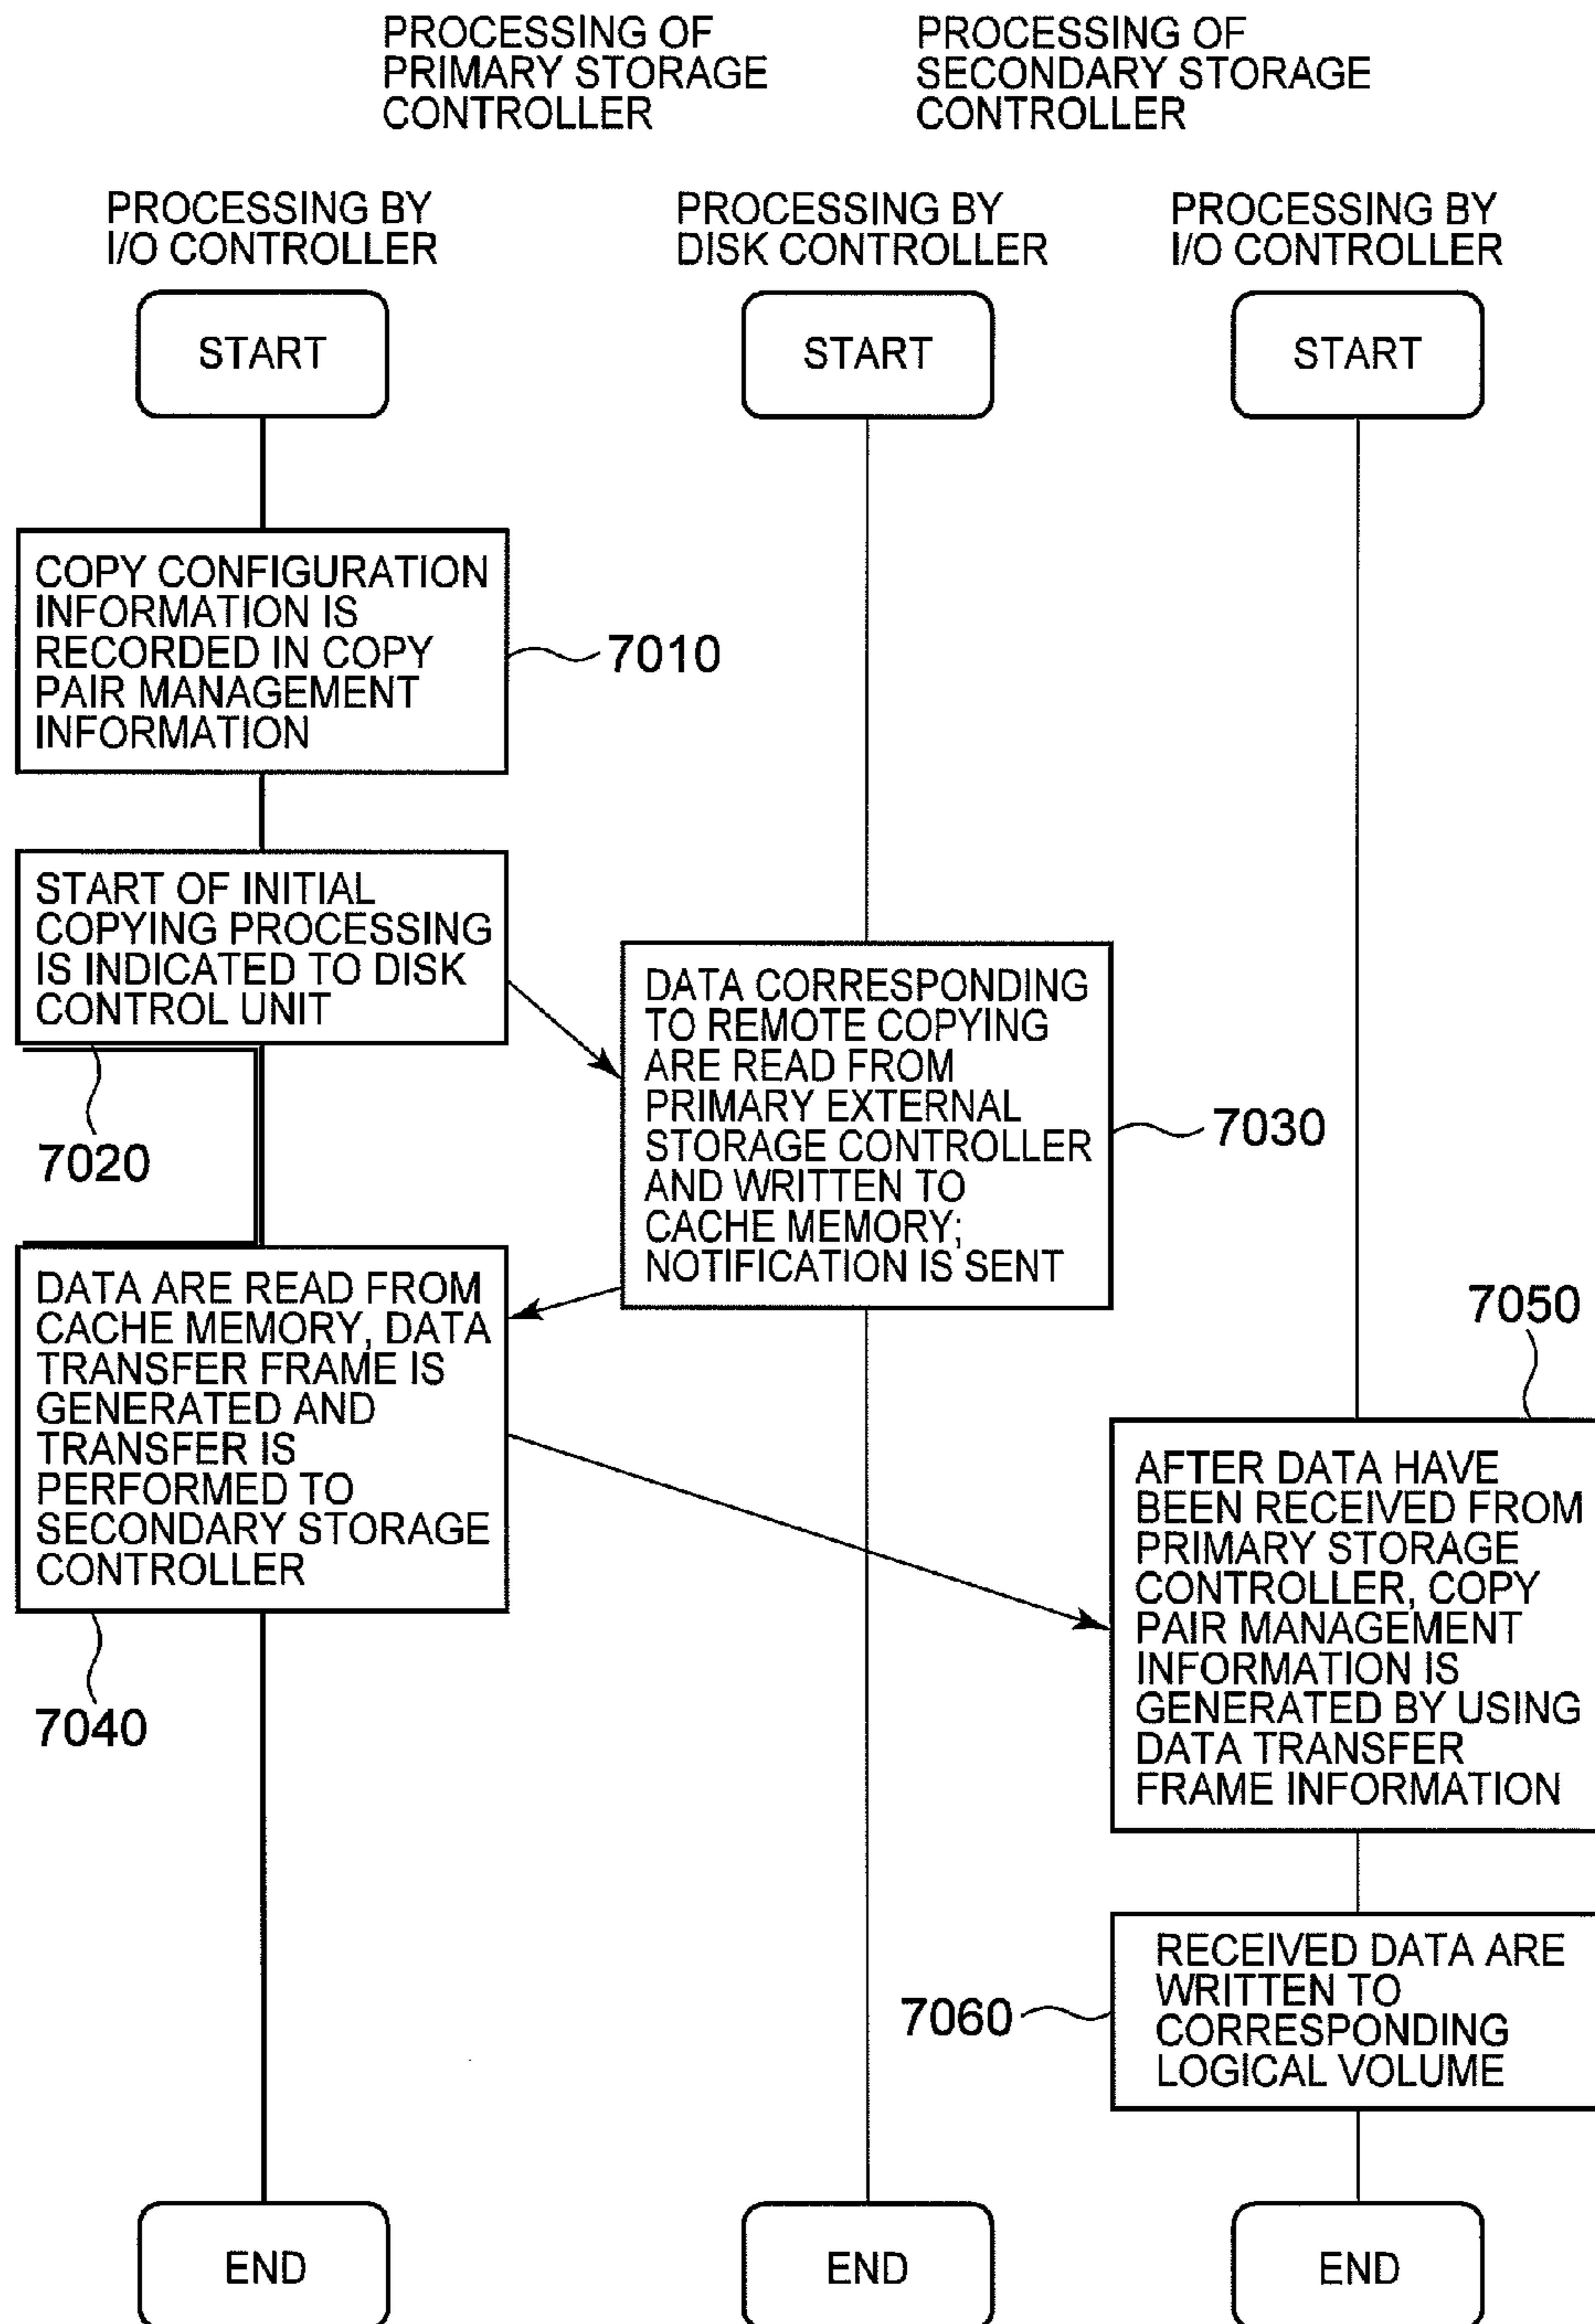 PROCESSING OF
PRIMARY STORAGE
CONTROLLER
PROCESSING OF
SECONDARY STORAGE
CONTROLLER
PROCESSING BY
I/O CONTROLLER
PROCESSING BY
DISK CONTROLLER
PROCESSING BY
I/O CONTROLLER
START
START
START
COPY CONFIGURATION
INFORMATION IS
RECORDED IN COPY
PAIR MANAGEMENT
INFORMATION
7010
START OF INITIAL
COPYING PROCESSING
IS INDICATED TO DISK
CONTROL UNIT
7020
DATA CORRESPONDING
TO REMOTE COPYING
ARE READ FROM
PRIMARY EXTERNAL
STORAGE CONTROLLER
AND WRITTEN TO
CACHE MEMORY;
NOTIFICATION IS SENT
7030
DATA ARE READ FROM
CACHE MEMORY, DATA
TRANSFER FRAME IS
GENERATED AND
TRANSFER IS
PERFORMED TO
SECONDARY STORAGE
CONTROLLER
7040
7050
AFTER DATA HAVE
BEEN RECEIVED FROM
PRIMARY STORAGE
CONTROLLER, COPY
PAIR MANAGEMENT
INFORMATION IS
GENERATED BY USING
DATA TRANSFER
FRAME INFORMATION
7060
RECEIVED DATA ARE
WRITTEN TO
CORRESPONDING
LOGICAL VOLUME
END
END
END